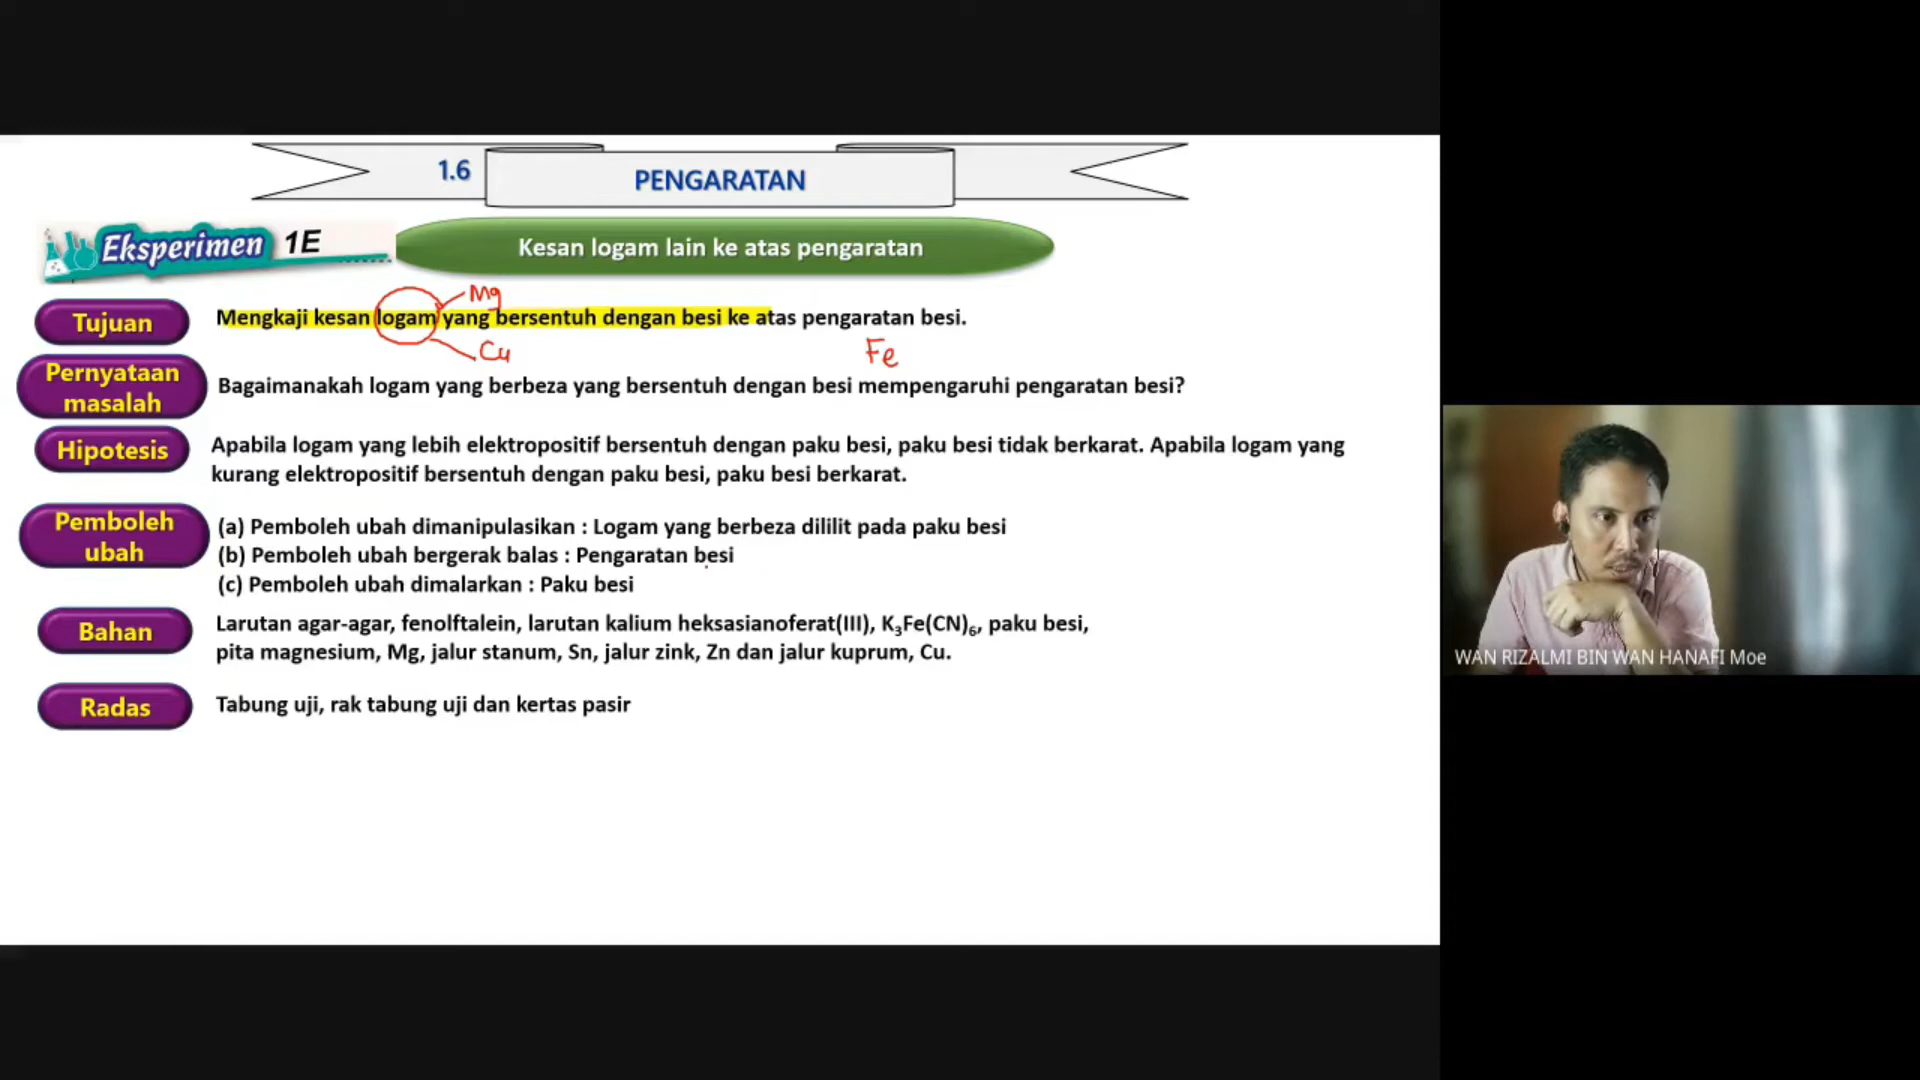 1.6
PENGARATAN
Eksperimen 1E
Kesan logam lain ke atas pengaratan
Mg
Tujuan
Mengkaji kesan logam yang bersentuh dengan besi ke atas pengaratan besi.
Cu
Fe
Pernyataan
masalah
Bagaimanakah logam yang berbeza yang bersentuh dengan besi mempengaruhi pengaratan besi?
Hipotesis
Apabila logam yang lebih elektropositif bersentuh dengan paku besi, paku besi tidak berkarat. Apabila logam yang
kurang elektropositif bersentuh dengan paku besi, paku besi berkarat.
Pemboleh
ubah
(a) Pemboleh ubah dimanipulasikan : Logam yang berbeza dililit pada paku besi
(b) Pemboleh ubah bergerak balas : Pengaratan besi
(c) Pemboleh ubah dimalarkan : Paku besi
Bahan
Larutan agar-agar, fenolftalein, larutan kalium heksasianoferat(III), K₃Fe(CN)₆, paku besi,
pita magnesium, Mg, jalur stanum, Sn, jalur zink, Zn dan jalur kuprum, Cu.
Radas
Tabung uji, rak tabung uji dan kertas pasir
WAN RIZALMI BIN WAN HANAFI Moe